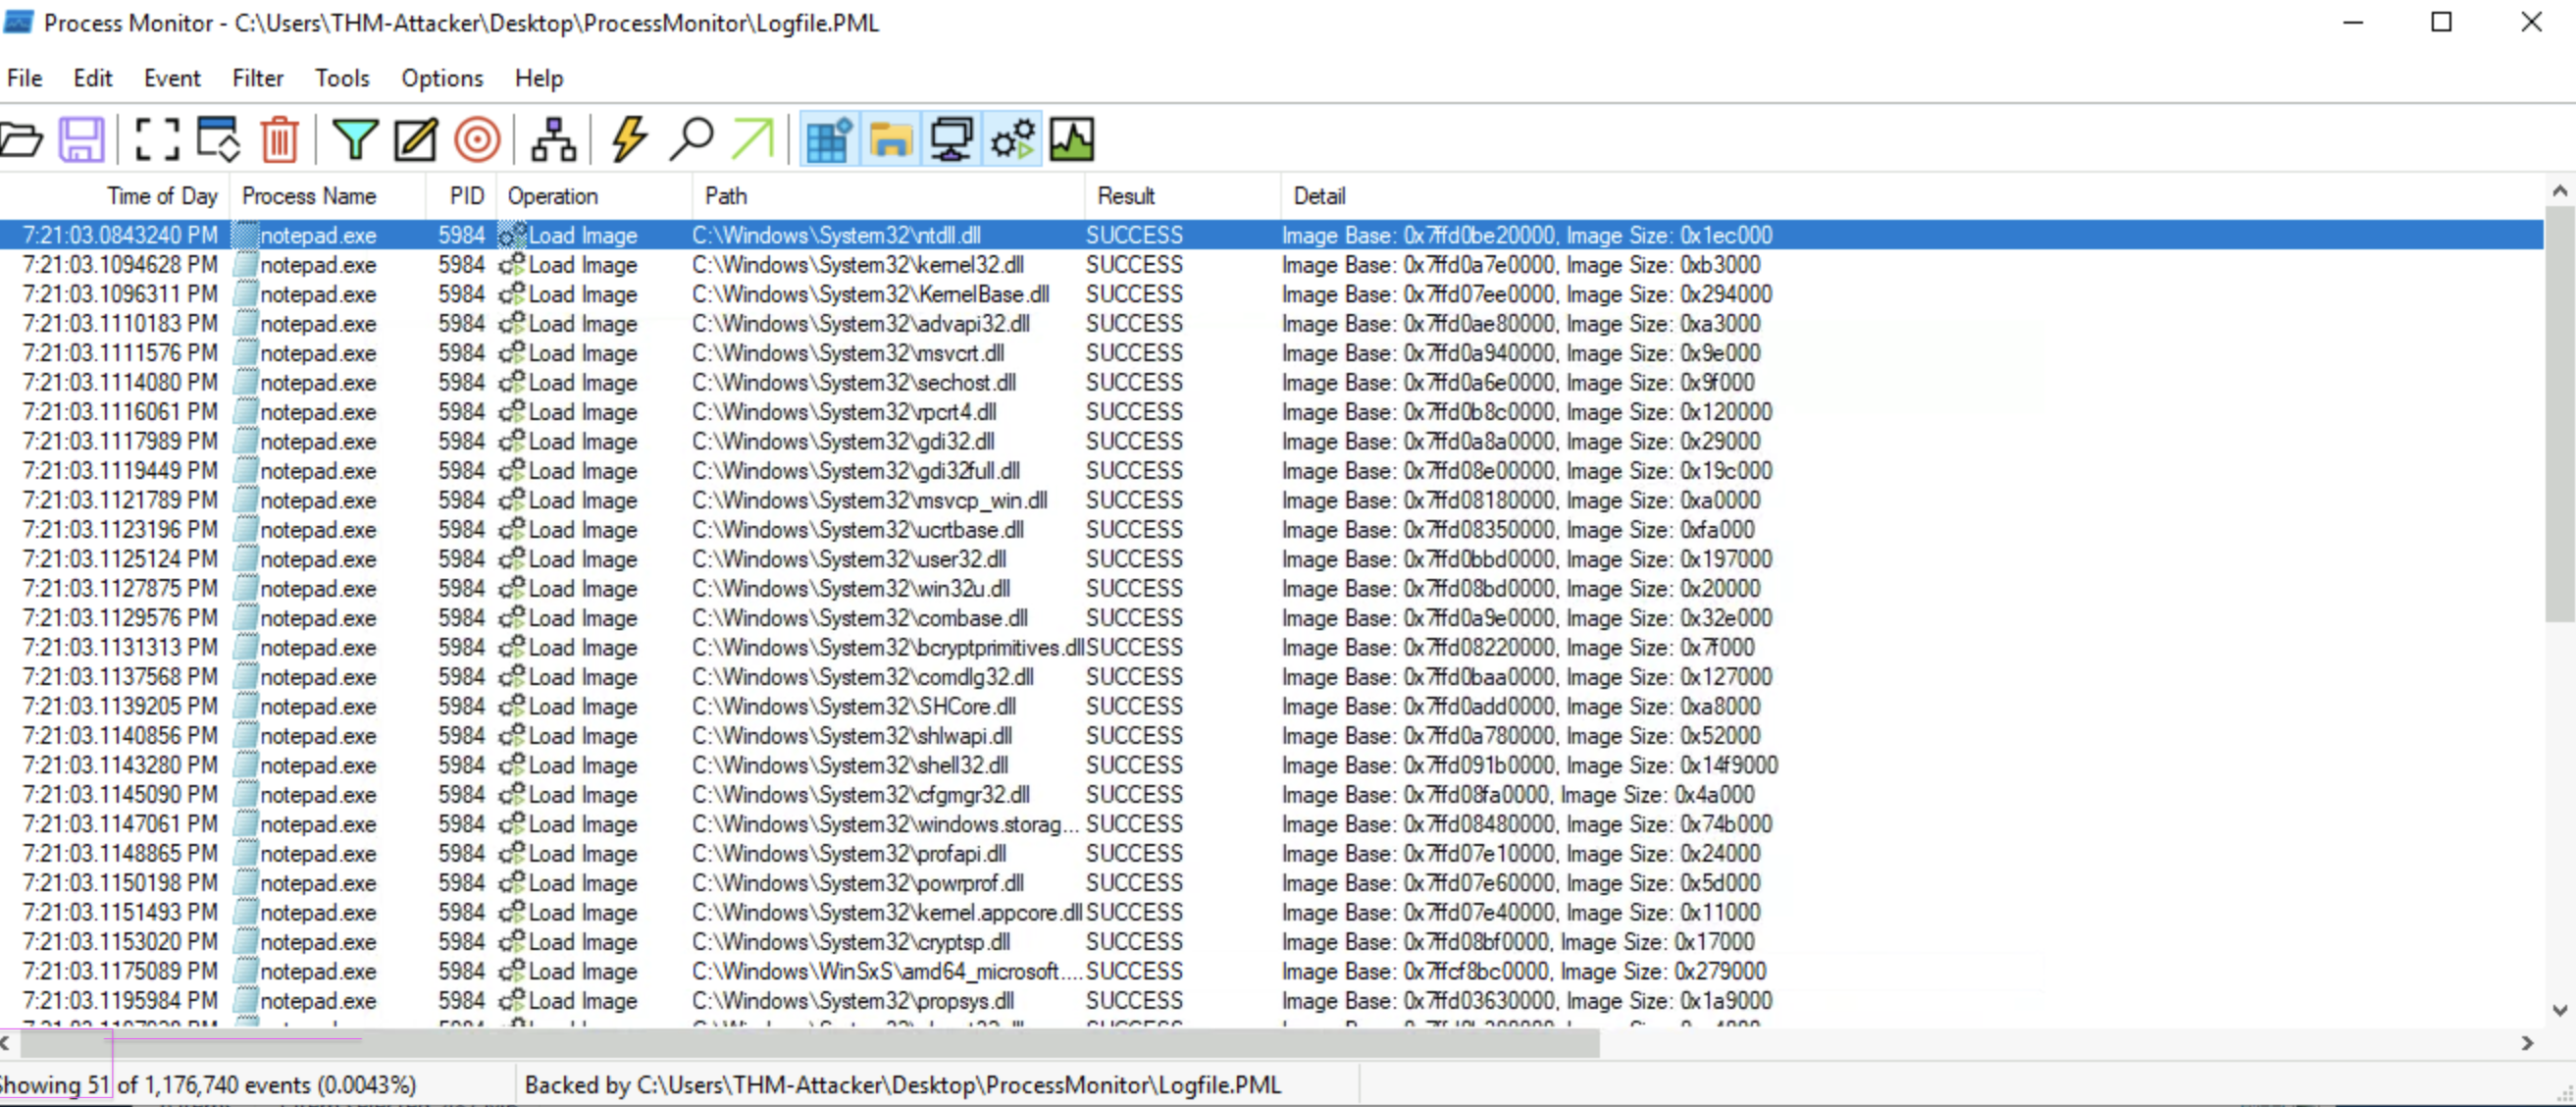 Process Monitor - C:\Users\THM-Attacker\Desktop\ProcessMonitor\Logfile.PML
File Edit Event Filter Tools Options Help
Time of Day Process Name PID Operation Path Result Detail
7:21:03.0843240 PM notepad.exe 5984 Load Image C:\Windows\System32\ntdll.dll SUCCESS Image Base: 0x7ffd0be20000, Image Size: 0x1ec000
7:21:03.1094628 PM notepad.exe 5984 Load Image C:\Windows\System32\kernel32.dll SUCCESS Image Base: 0x7ffd0a7e0000, Image Size: 0xb3000
7:21:03.1096311 PM notepad.exe 5984 Load Image C:\Windows\System32\KernelBase.dll SUCCESS Image Base: 0x7ffd07ee0000, Image Size: 0x294000
7:21:03.1110183 PM notepad.exe 5984 Load Image C:\Windows\System32\advapi32.dll SUCCESS Image Base: 0x7ffd0ae80000, Image Size: 0xa3000
7:21:03.1111576 PM notepad.exe 5984 Load Image C:\Windows\System32\msvcrt.dll SUCCESS Image Base: 0x7ffd0a940000, Image Size: 0x9e000
7:21:03.1114080 PM notepad.exe 5984 Load Image C:\Windows\System32\sechost.dll SUCCESS Image Base: 0x7ffd0a6e0000, Image Size: 0x9f000
7:21:03.1116061 PM notepad.exe 5984 Load Image C:\Windows\System32\rpcrt4.dll SUCCESS Image Base: 0x7ffd0b8c0000, Image Size: 0x120000
7:21:03.1117989 PM notepad.exe 5984 Load Image C:\Windows\System32\gdi32.dll SUCCESS Image Base: 0x7ffd0a8a0000, Image Size: 0x29000
7:21:03.1119449 PM notepad.exe 5984 Load Image C:\Windows\System32\gdi32full.dll SUCCESS Image Base: 0x7ffd08e00000, Image Size: 0x19c000
7:21:03.1121789 PM notepad.exe 5984 Load Image C:\Windows\System32\msvcp_win.dll SUCCESS Image Base: 0x7ffd08180000, Image Size: 0xa0000
7:21:03.1123196 PM notepad.exe 5984 Load Image C:\Windows\System32\ucrtbase.dll SUCCESS Image Base: 0x7ffd08350000, Image Size: 0xfa000
7:21:03.1125124 PM notepad.exe 5984 Load Image C:\Windows\System32\user32.dll SUCCESS Image Base: 0x7ffd0bbd0000, Image Size: 0x197000
7:21:03.1127875 PM notepad.exe 5984 Load Image C:\Windows\System32\win32u.dll SUCCESS Image Base: 0x7ffd08bd0000, Image Size: 0x20000
7:21:03.1129576 PM notepad.exe 5984 Load Image C:\Windows\System32\combase.dll SUCCESS Image Base: 0x7ffd0a9e0000, Image Size: 0x32e000
7:21:03.1131313 PM notepad.exe 5984 Load Image C:\Windows\System32\bcryptprimitives.dll SUCCESS Image Base: 0x7ffd08220000, Image Size: 0x7f000
7:21:03.1137568 PM notepad.exe 5984 Load Image C:\Windows\System32\comdlg32.dll SUCCESS Image Base: 0x7ffd0baa0000, Image Size: 0x127000
7:21:03.1139205 PM notepad.exe 5984 Load Image C:\Windows\System32\SHCore.dll SUCCESS Image Base: 0x7ffd0add0000, Image Size: 0xa8000
7:21:03.1140856 PM notepad.exe 5984 Load Image C:\Windows\System32\shlwapi.dll SUCCESS Image Base: 0x7ffd0a780000, Image Size: 0x52000
7:21:03.1143280 PM notepad.exe 5984 Load Image C:\Windows\System32\shell32.dll SUCCESS Image Base: 0x7ffd091b0000, Image Size: 0x14f9000
7:21:03.1145090 PM notepad.exe 5984 Load Image C:\Windows\System32\cfgmgr32.dll SUCCESS Image Base: 0x7ffd08fa0000, Image Size: 0x4a000
7:21:03.1147061 PM notepad.exe 5984 Load Image C:\Windows\System32\windows.storag... SUCCESS Image Base: 0x7ffd08480000, Image Size: 0x74b000
7:21:03.1148865 PM notepad.exe 5984 Load Image C:\Windows\System32\profapi.dll SUCCESS Image Base: 0x7ffd07e10000, Image Size: 0x24000
7:21:03.1150198 PM notepad.exe 5984 Load Image C:\Windows\System32\powrprof.dll SUCCESS Image Base: 0x7ffd07e60000, Image Size: 0x5d000
7:21:03.1151493 PM notepad.exe 5984 Load Image C:\Windows\System32\kernel.appcore.dll SUCCESS Image Base: 0x7ffd07e40000, Image Size: 0x11000
7:21:03.1153020 PM notepad.exe 5984 Load Image C:\Windows\System32\cryptsp.dll SUCCESS Image Base: 0x7ffd08bf0000, Image Size: 0x17000
7:21:03.1175089 PM notepad.exe 5984 Load Image C:\Windows\WinSxS\amd64_microsoft.... SUCCESS Image Base: 0x7ffcf8bc0000, Image Size: 0x279000
7:21:03.1195984 PM notepad.exe 5984 Load Image C:\Windows\System32\propsys.dll SUCCESS Image Base: 0x7ffd03630000, Image Size: 0x1a9000
howing 51 of 1,176,740 events (0.0043%) Backed by C:\Users\THM-Attacker\Desktop\ProcessMonitor\Logfile.PML